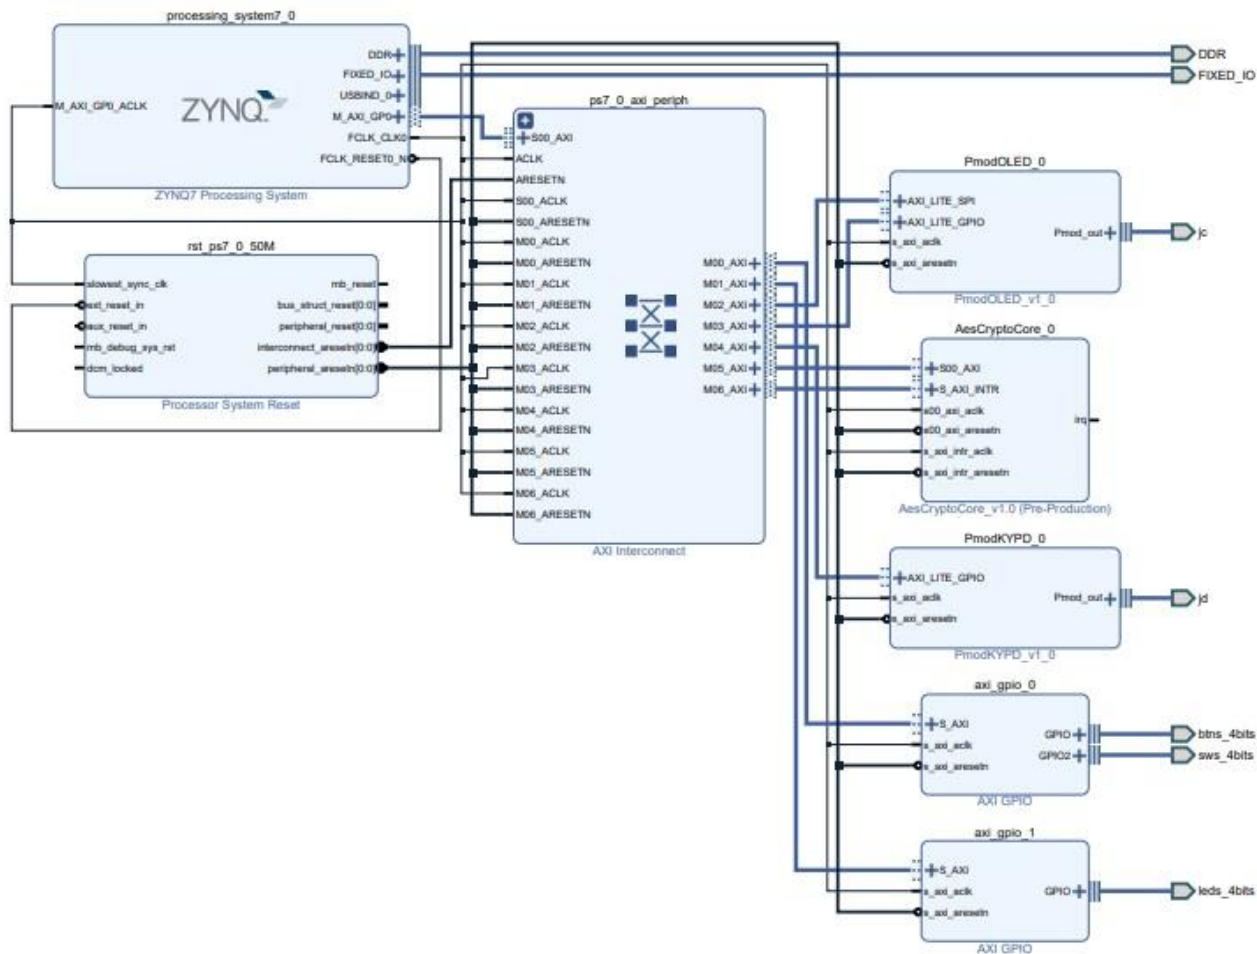 processing_system7_0
DDR
FIXED_IO
USBIND_0
M_AXI_GP0_ACLK
ZYNQ
M_AXI_GP0
FCLK_CLK0
FCLK_RESET0_N
ZYNQ7 Processing System
rst_ps7_0_50M
slowest_sync_clk
mb_reset
ext_reset_in
bus_struct_reset[0:0]
aux_reset_in
peripheral_reset[0:0]
mb_debug_sys_rst
interconnect_aresetn[0:0]
dcm_locked
peripheral_aresetn[0:0]
Processor System Reset
ps7_0_axi_periph
S00_AXI
ACLK
ARESETN
S00_ACLK
S00_ARESETN
M00_ACLK
M00_ARESETN
M01_ACLK
M01_ARESETN
M02_ACLK
M02_ARESETN
M03_ACLK
M03_ARESETN
M04_ACLK
M04_ARESETN
M05_ACLK
M05_ARESETN
M06_ACLK
M06_ARESETN
M00_AXI
M01_AXI
M02_AXI
M03_AXI
M04_AXI
M05_AXI
M06_AXI
AXI Interconnect
DDR
FIXED_IO
PmodOLED_0
AXI_LITE_SPI
AXI_LITE_GPIO
s_axi_aclk
s_axi_aresetn
Pmod_out
jc
PmodOLED_v1_0
AesCryptoCore_0
S00_AXI
S_AXI_INTR
s00_axi_aclk
s00_axi_aresetn
s_axi_intr_aclk
s_axi_intr_aresetn
irq
AesCryptoCore_v1.0 (Pre-Production)
PmodKYPD_0
AXI_LITE_GPIO
s_axi_aclk
s_axi_aresetn
Pmod_out
jd
PmodKYPD_v1_0
axi_gpio_0
S_AXI
s_axi_aclk
s_axi_aresetn
GPIO
GPIO2
btns_4bits
sws_4bits
AXI GPIO
axi_gpio_1
S_AXI
s_axi_aclk
s_axi_aresetn
GPIO
leds_4bits
AXI GPIO